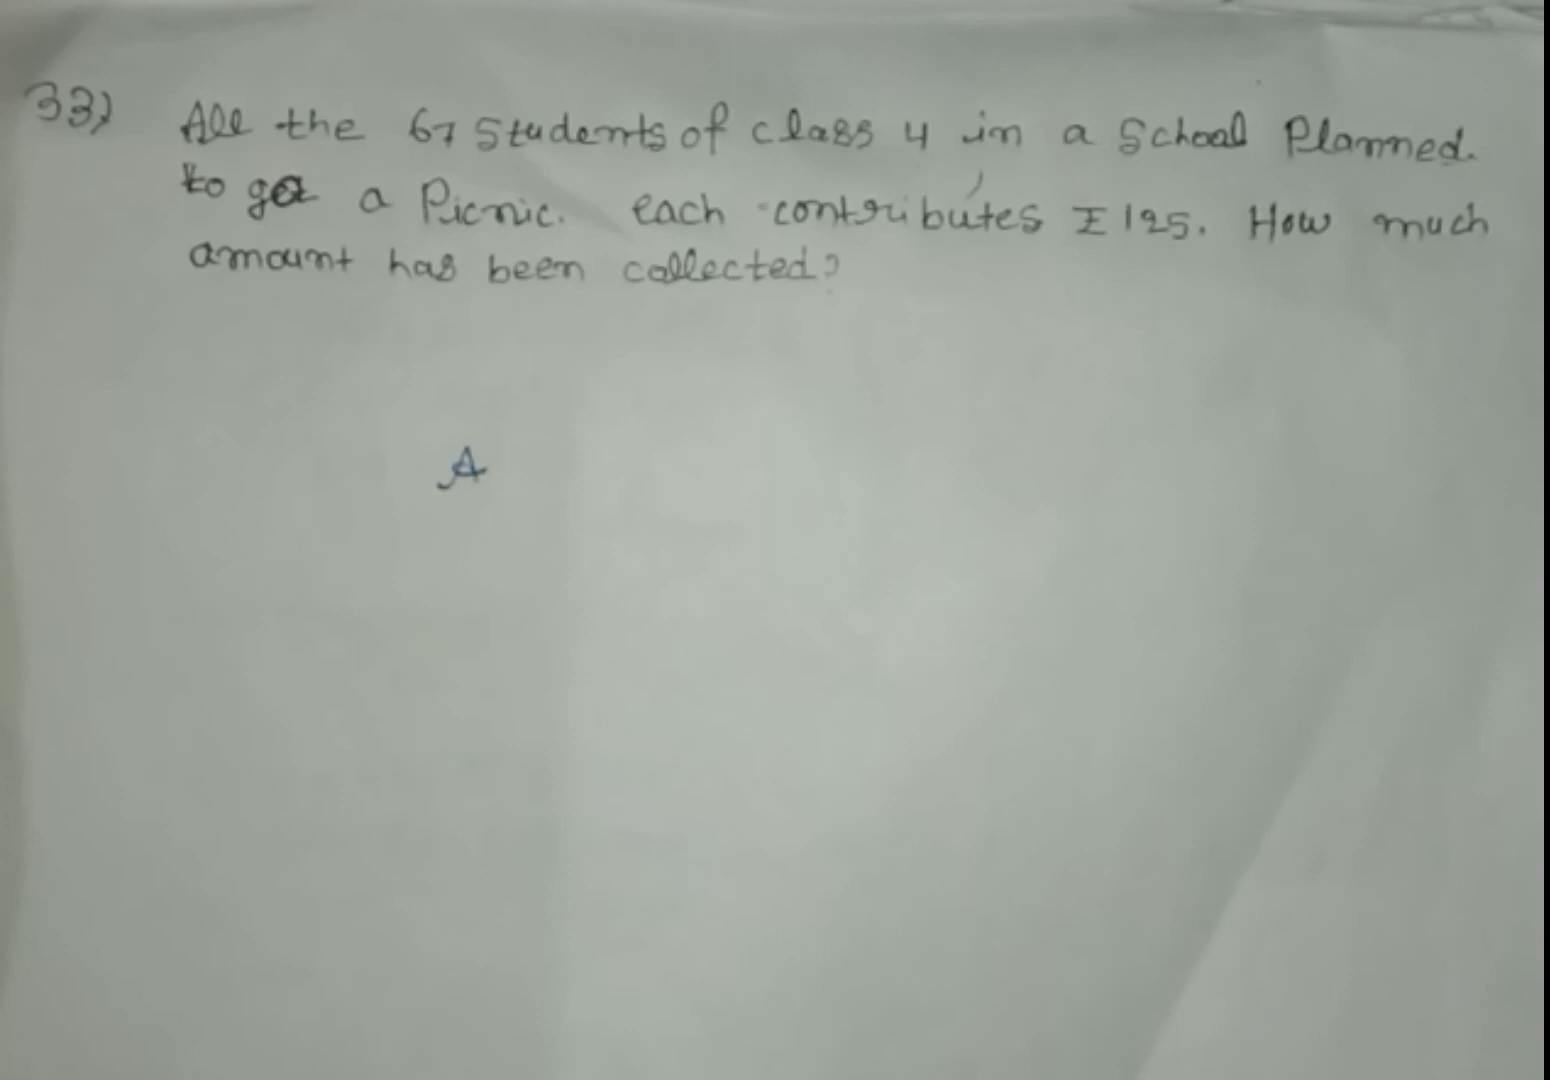 33) All the 67 Students of class 4 in a School Planned.
to go a Picnic. each contributes ₹125. How much
amount has been collected?
A